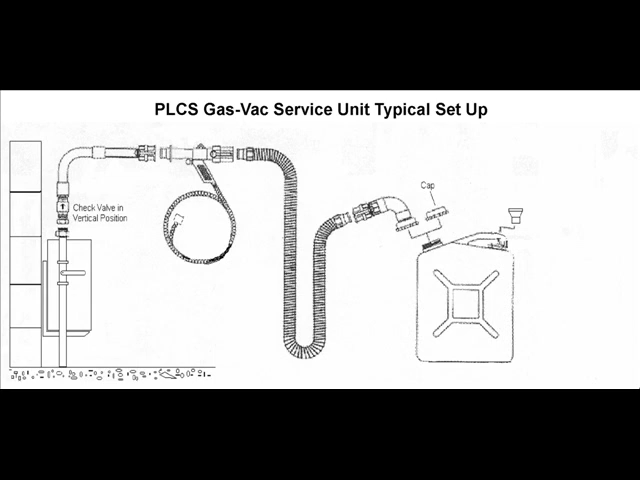 PLCS Gas-Vac Service Unit Typical Set Up
Cap
Check Valve in
Vertical Position